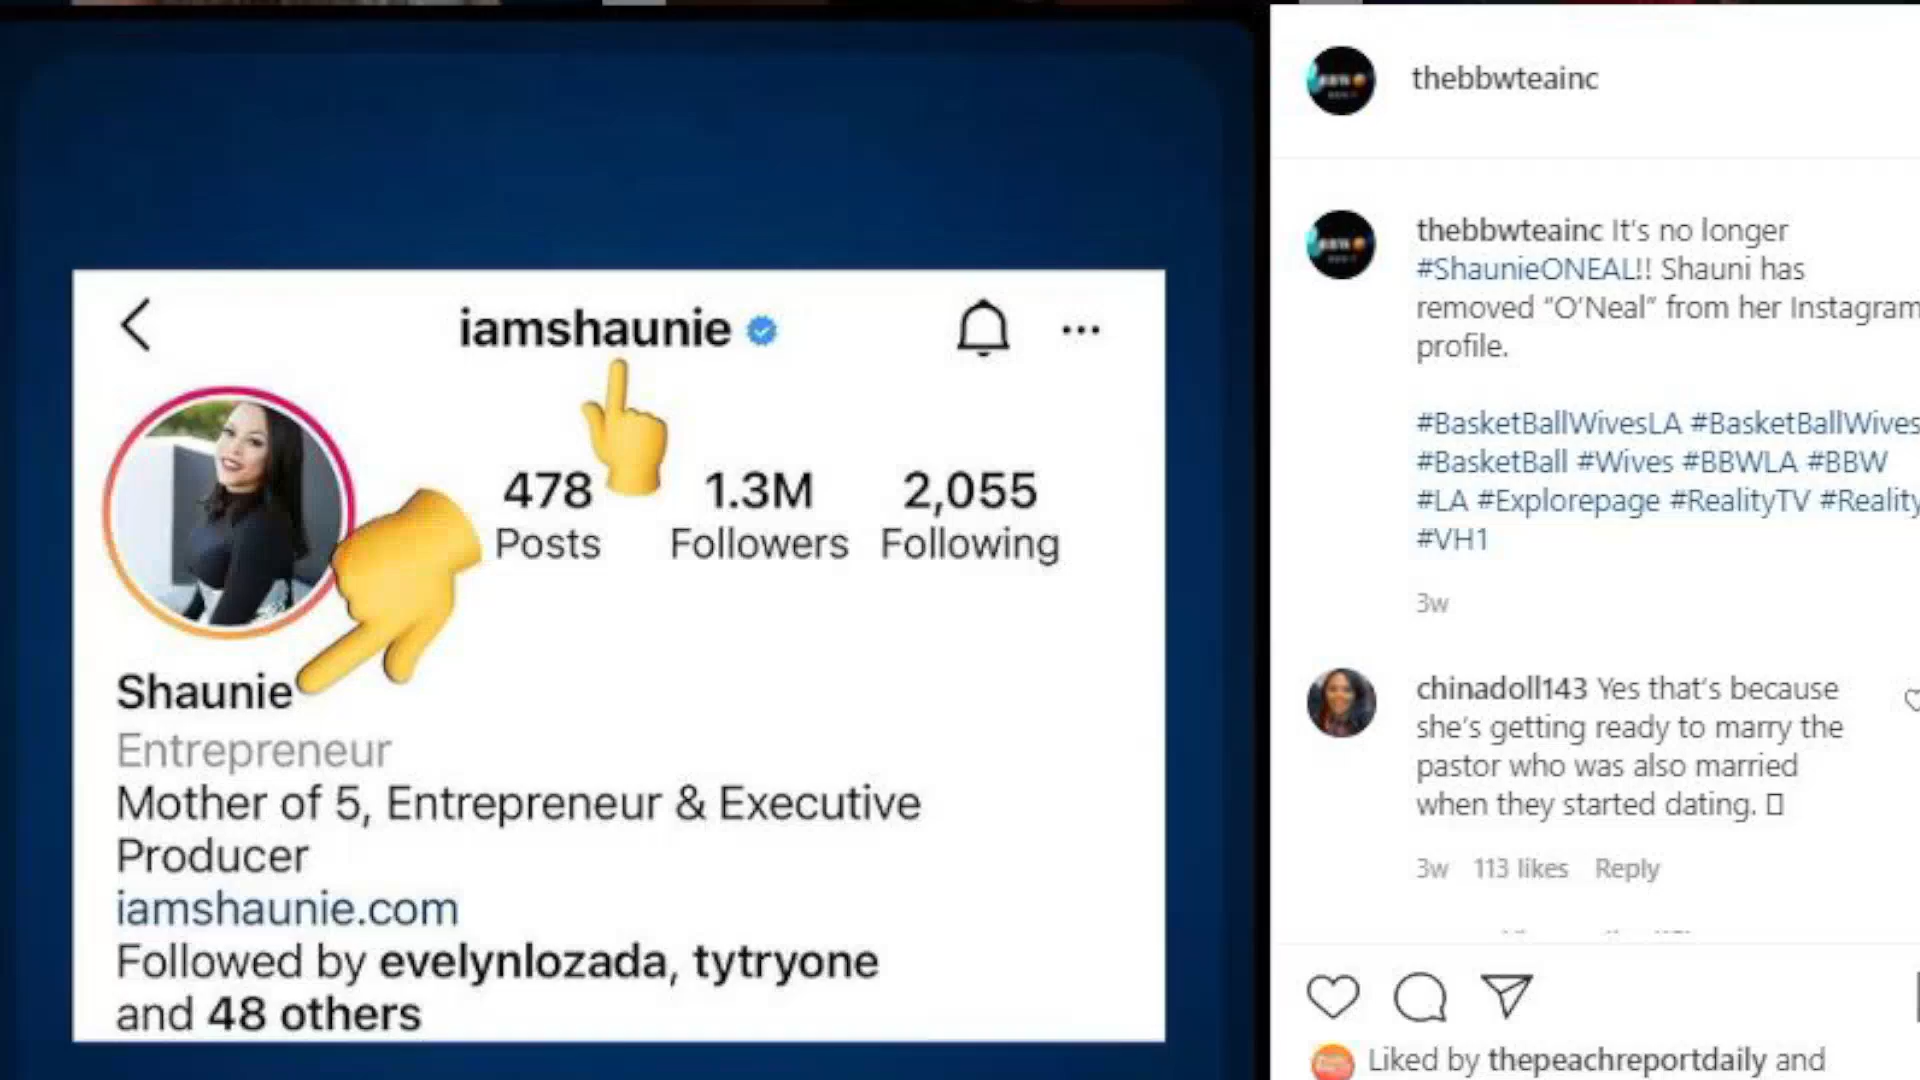 iamshaunie
478
Posts
1.3M
Followers
2,055
Following
Shaunie
Entrepreneur
Mother of 5, Entrepreneur & Executive
Producer
iamshaunie.com
Followed by evelynlozada, tytryone
and 48 others
thebbwteainc
thebbwteainc It's no longer
#ShaunieONEAL!! Shauni has
removed “O'Neal” from her Instagram
profile.
#BasketBallWivesLA #BasketBallWives
#BasketBall #Wives #BBWLA #BBW
#LA #Explorepage #RealityTV #Reality
#VH1
3w
chinadoll143 Yes that's because
she's getting ready to marry the
pastor who was also married
when they started dating.
3w 113 likes Reply
Liked by thepeachreportdaily and